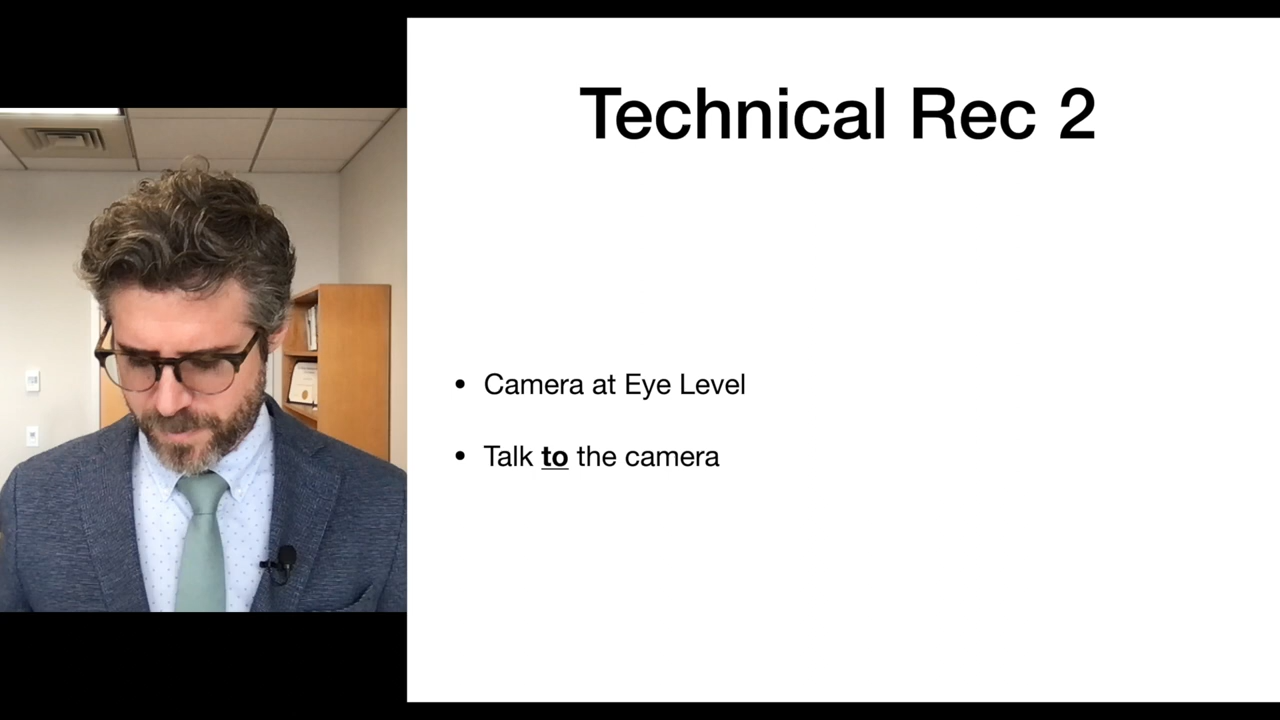 Technical Rec 2
• Camera at Eye Level
• Talk to the camera